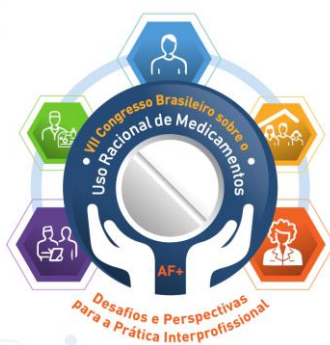 VII Congresso Brasileiro sobre o
Uso Racional de Medicamentos
AF+
Desafios e Perspectivas
para a Prática Interprofissional